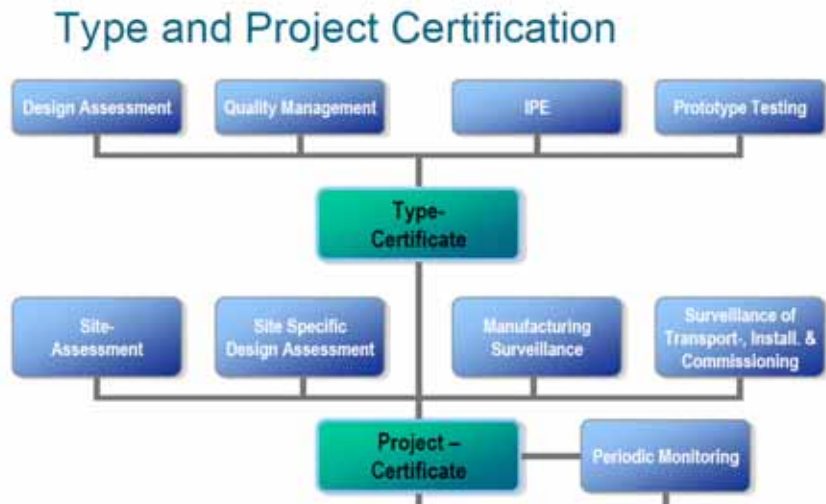 Type and Project Certification
Design Assessment
Quality Management
IPE
Prototype Testing
Type-
Certificate
Site-
Assessment
Site Specific
Design Assessment
Manufacturing
Surveillance
Surveillance of
Transport-, Install. &
Commissioning
Project –
Certificate
Periodic Monitoring